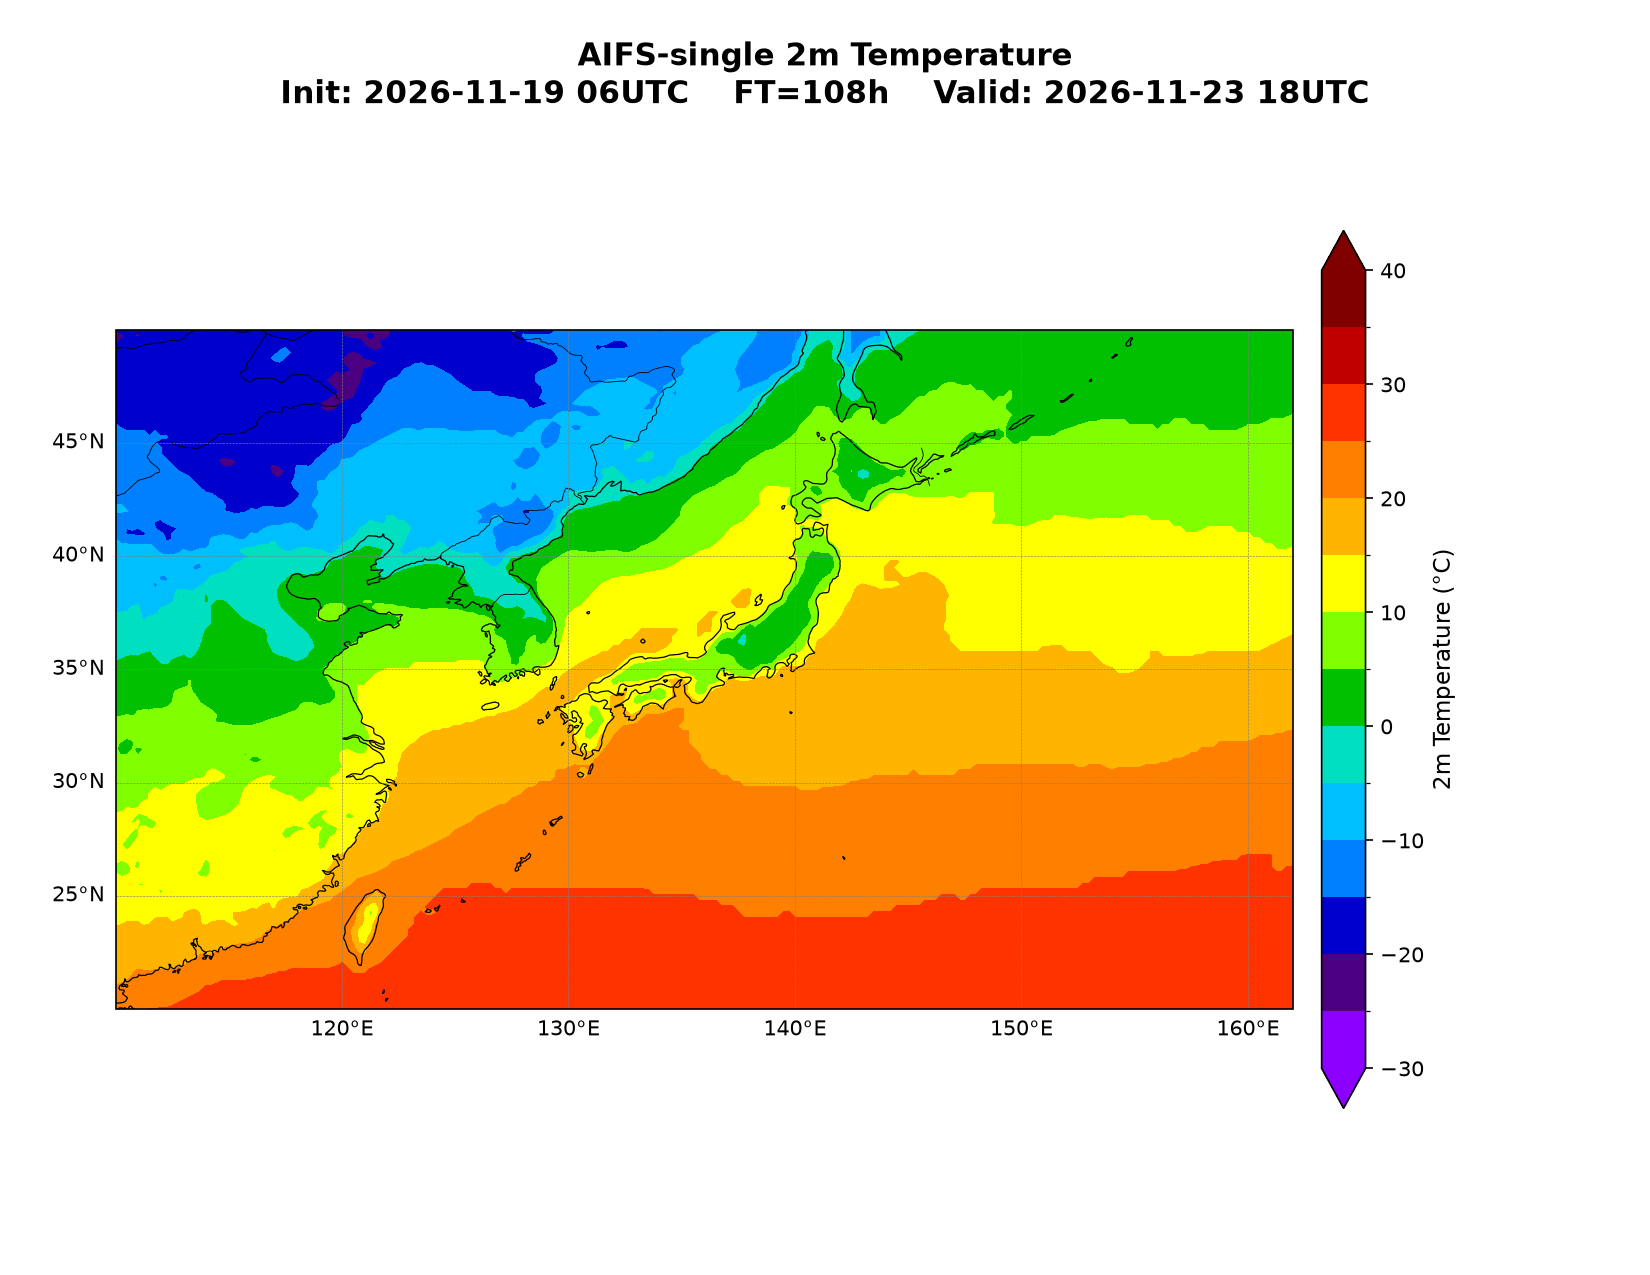 AIFS-single 2m Temperature
Init: 2026-11-19 06UTC    FT=108h    Valid: 2026-11-23 18UTC
45°N
40°N
35°N
30°N
25°N
120°E
130°E
140°E
150°E
160°E
40
30
20
10
0
−10
−20
−30
2m Temperature (°C)